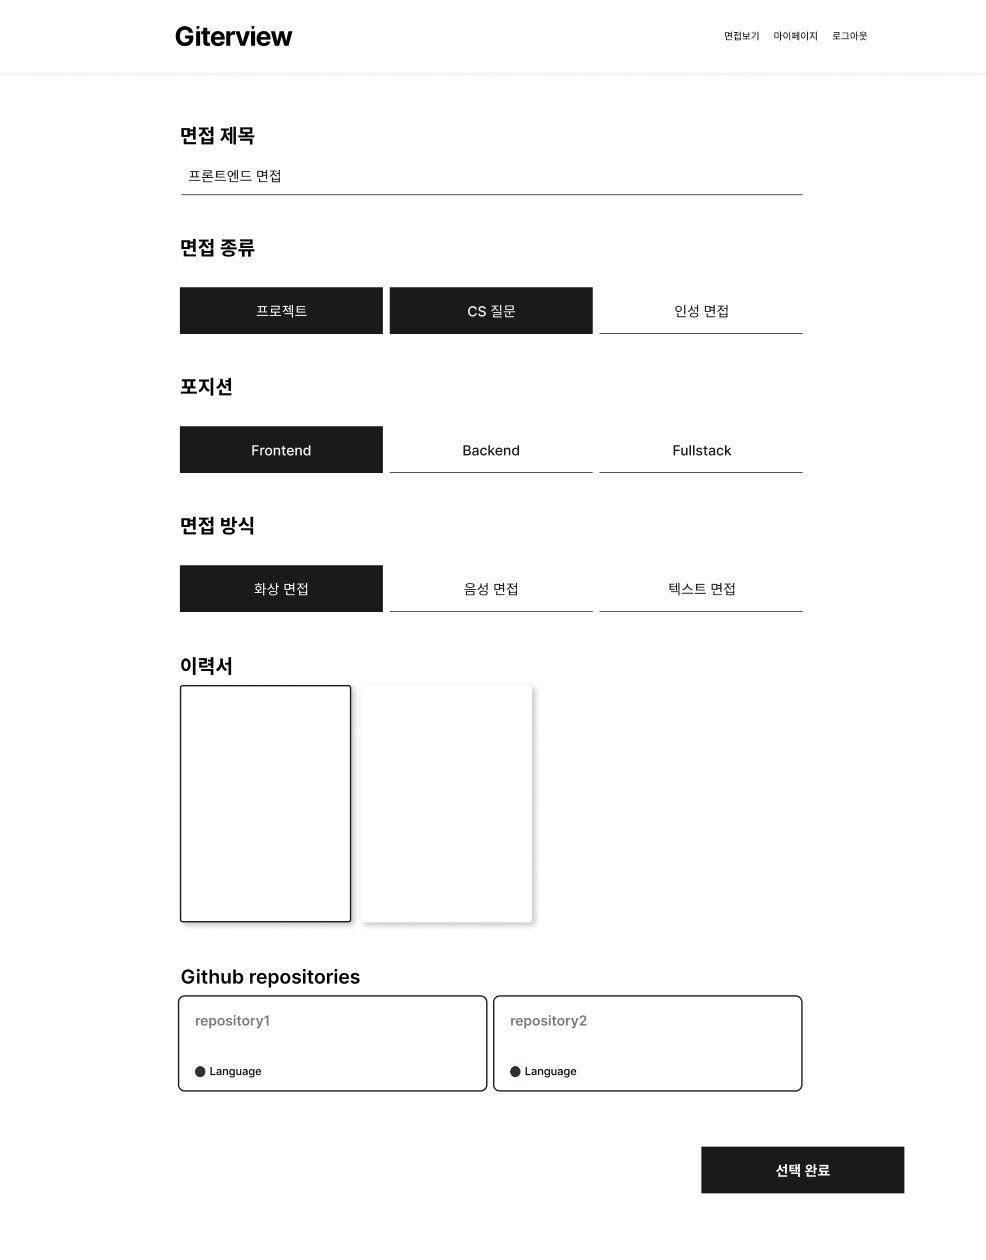 Giterview
면접보기 마이페이지 로그아웃
면접 제목
프론트엔드 면접
면접 종류
프로젝트 CS 질문 인성 면접
포지션
Frontend Backend Fullstack
면접 방식
화상 면접 음성 면접 텍스트 면접
이력서
Github repositories
repository1 repository2
Language Language
선택 완료